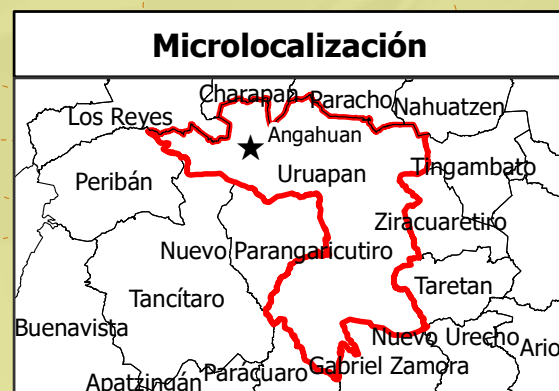 Microlocalización
Charapan
Paracho
Nahuatzen
Los Reyes
Angahuan
Tingambato
Peribán
Uruapan
Ziracuaretiro
Nuevo Parangaricutiro
Taretan
Tancítaro
Buenavista
Nuevo Urecho
Ario
Gabriel Zamora
Parácuaro
Apatzingán